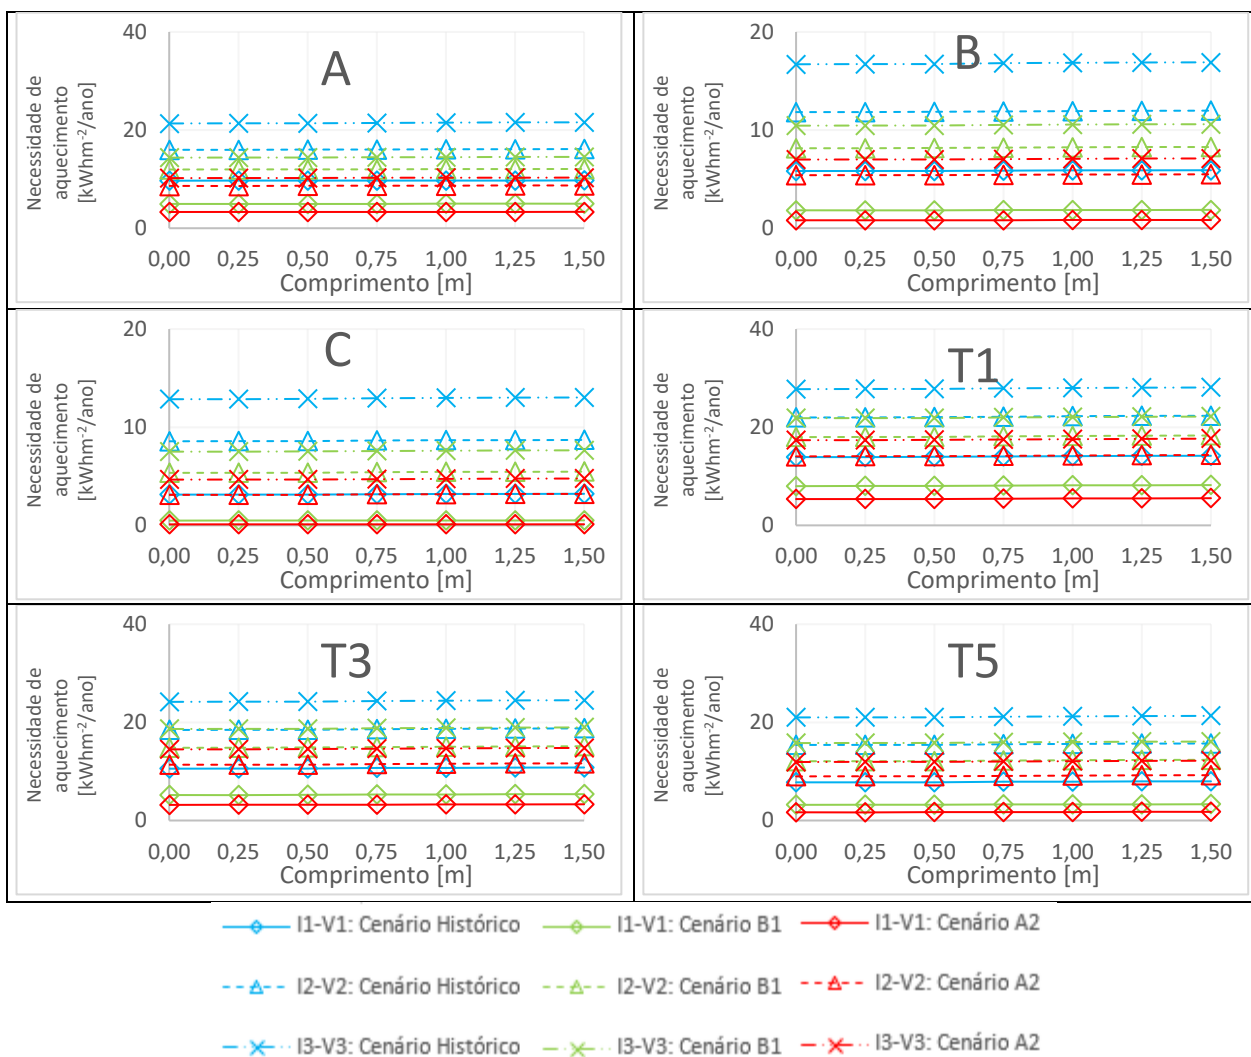 Necessidade de
aquecimento
[kWhm⁻²/ano]
40
20
0
A
0,00 0,25 0,50 0,75 1,00 1,25 1,50
Comprimento [m]
Necessidade de
aquecimento
[kWhm⁻²/ano]
20
10
0
B
0,00 0,25 0,50 0,75 1,00 1,25 1,50
Comprimento [m]
Necessidade de
aquecimento
[kWhm⁻²/ano]
20
10
0
C
0,00 0,25 0,50 0,75 1,00 1,25 1,50
Comprimento [m]
Necessidade de
aquecimento
[kWhm⁻²/ano]
40
20
0
T1
0,00 0,25 0,50 0,75 1,00 1,25 1,50
Comprimento [m]
Necessidade de
aquecimento
[kWhm⁻²/ano]
40
20
0
T3
0,00 0,25 0,50 0,75 1,00 1,25 1,50
Comprimento [m]
Necessidade de
aquecimento
[kWhm⁻²/ano]
40
20
0
T5
0,00 0,25 0,50 0,75 1,00 1,25 1,50
Comprimento [m]
I1-V1: Cenário Histórico I1-V1: Cenário B1 I1-V1: Cenário A2
I2-V2: Cenário Histórico I2-V2: Cenário B1 I2-V2: Cenário A2
I3-V3: Cenário Histórico I3-V3: Cenário B1 I3-V3: Cenário A2